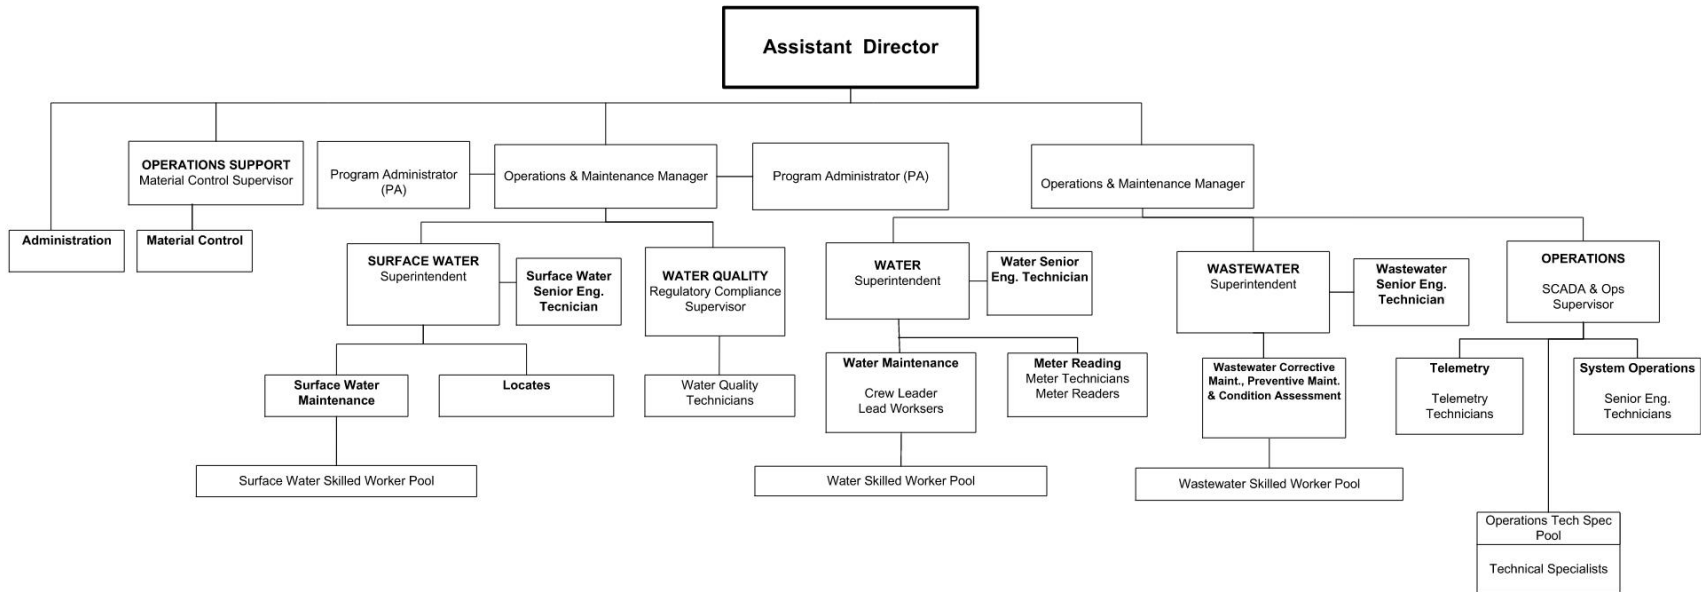 Assistant Director
OPERATIONS SUPPORT
Material Control Supervisor
Program Administrator
(PA)
Operations & Maintenance Manager
Program Administrator (PA)
Operations & Maintenance Manager
Administration
Material Control
SURFACE WATER
Superintendent
Surface Water
Senior Eng.
Tecnician
WATER QUALITY
Regulatory Compliance
Supervisor
WATER
Superintendent
Water Senior
Eng. Technician
WASTEWATER
Superintendent
Wastewater
Senior Eng.
Technician
OPERATIONS
SCADA & Ops
Supervisor
Surface Water
Maintenance
Locates
Water Quality
Technicians
Water Maintenance
Crew Leader
Lead Worksers
Meter Reading
Meter Technicians
Meter Readers
Wastewater Corrective
Maint., Preventive Maint.
& Condition Assessment
Telemetry
Telemetry
Technicians
System Operations
Senior Eng.
Technicians
Surface Water Skilled Worker Pool
Water Skilled Worker Pool
Wastewater Skilled Worker Pool
Operations Tech Spec
Pool
Technical Specialists